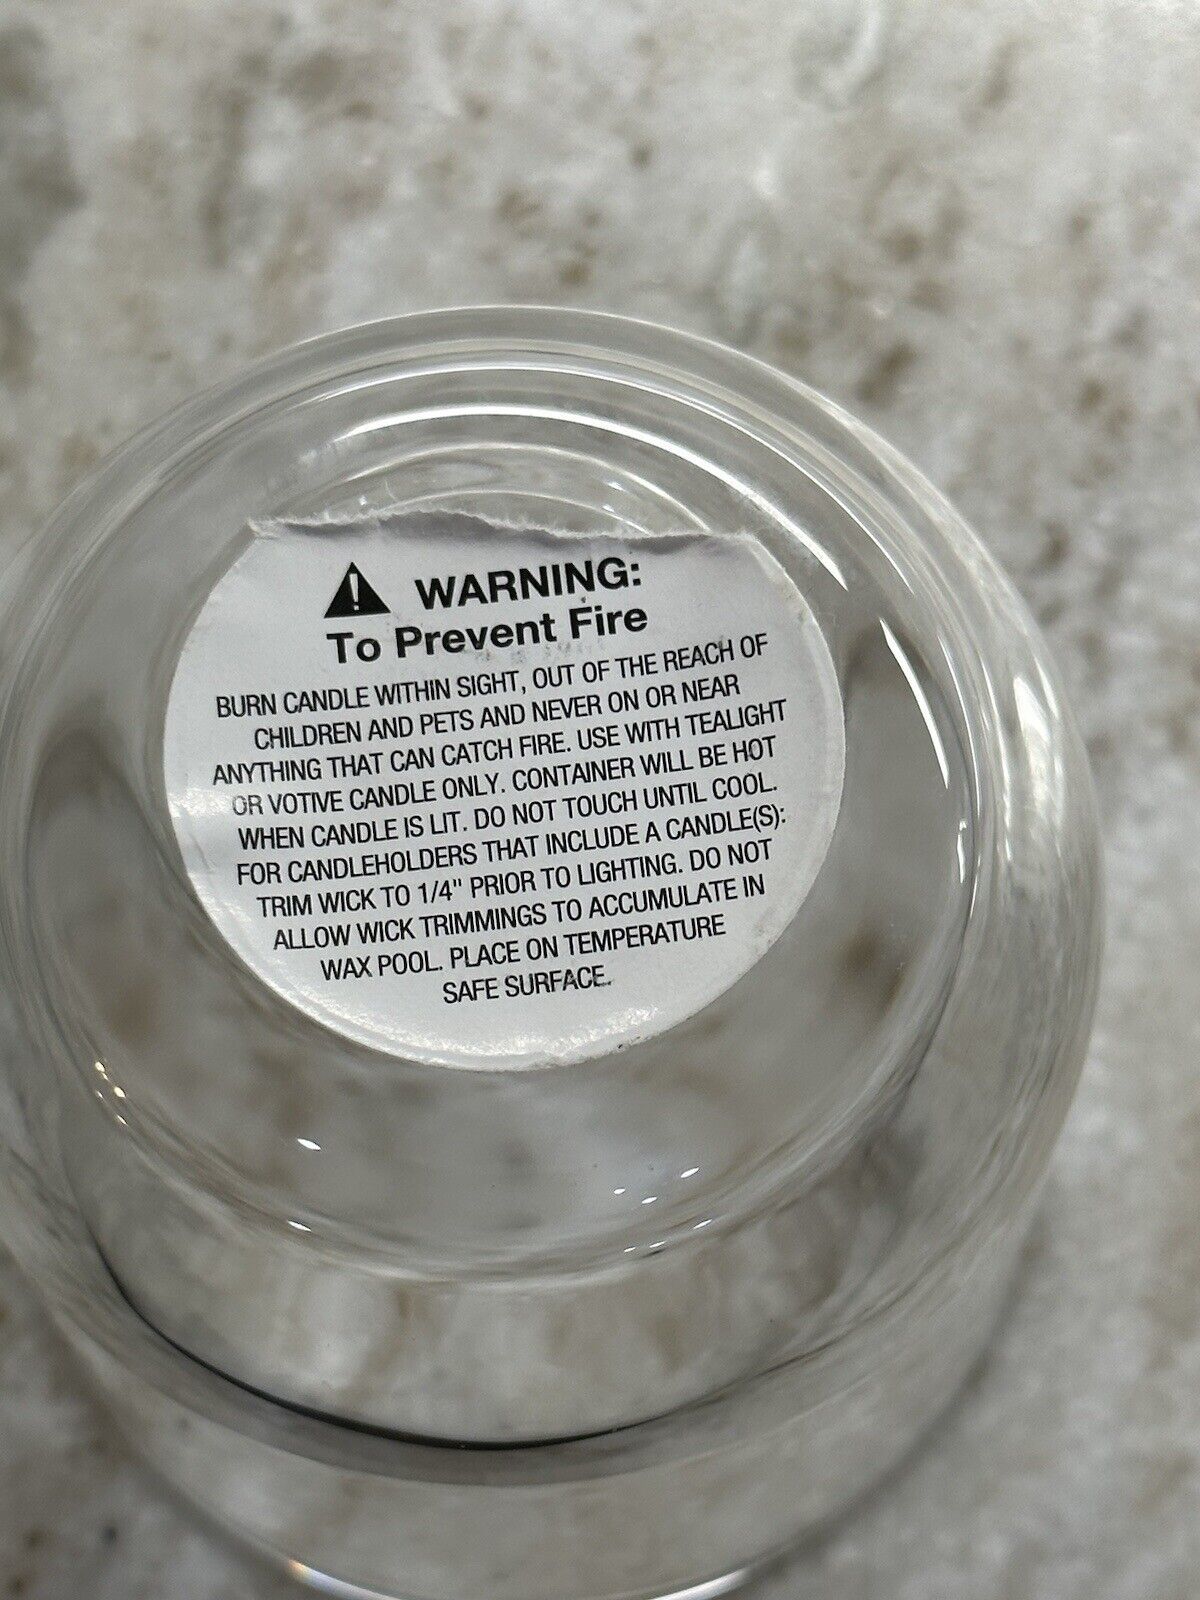 WARNING:
To Prevent Fire
BURN CANDLE WITHIN SIGHT, OUT OF THE REACH OF
CHILDREN AND PETS AND NEVER ON OR NEAR
ANYTHING THAT CAN CATCH FIRE. USE WITH TEALIGHT
OR VOTIVE CANDLE ONLY. CONTAINER WILL BE HOT
WHEN CANDLE IS LIT. DO NOT TOUCH UNTIL COOL.
FOR CANDLEHOLDERS THAT INCLUDE A CANDLE(S):
TRIM WICK TO 1/4" PRIOR TO LIGHTING. DO NOT
ALLOW WICK TRIMMINGS TO ACCUMULATE IN
WAX POOL. PLACE ON TEMPERATURE
SAFE SURFACE.